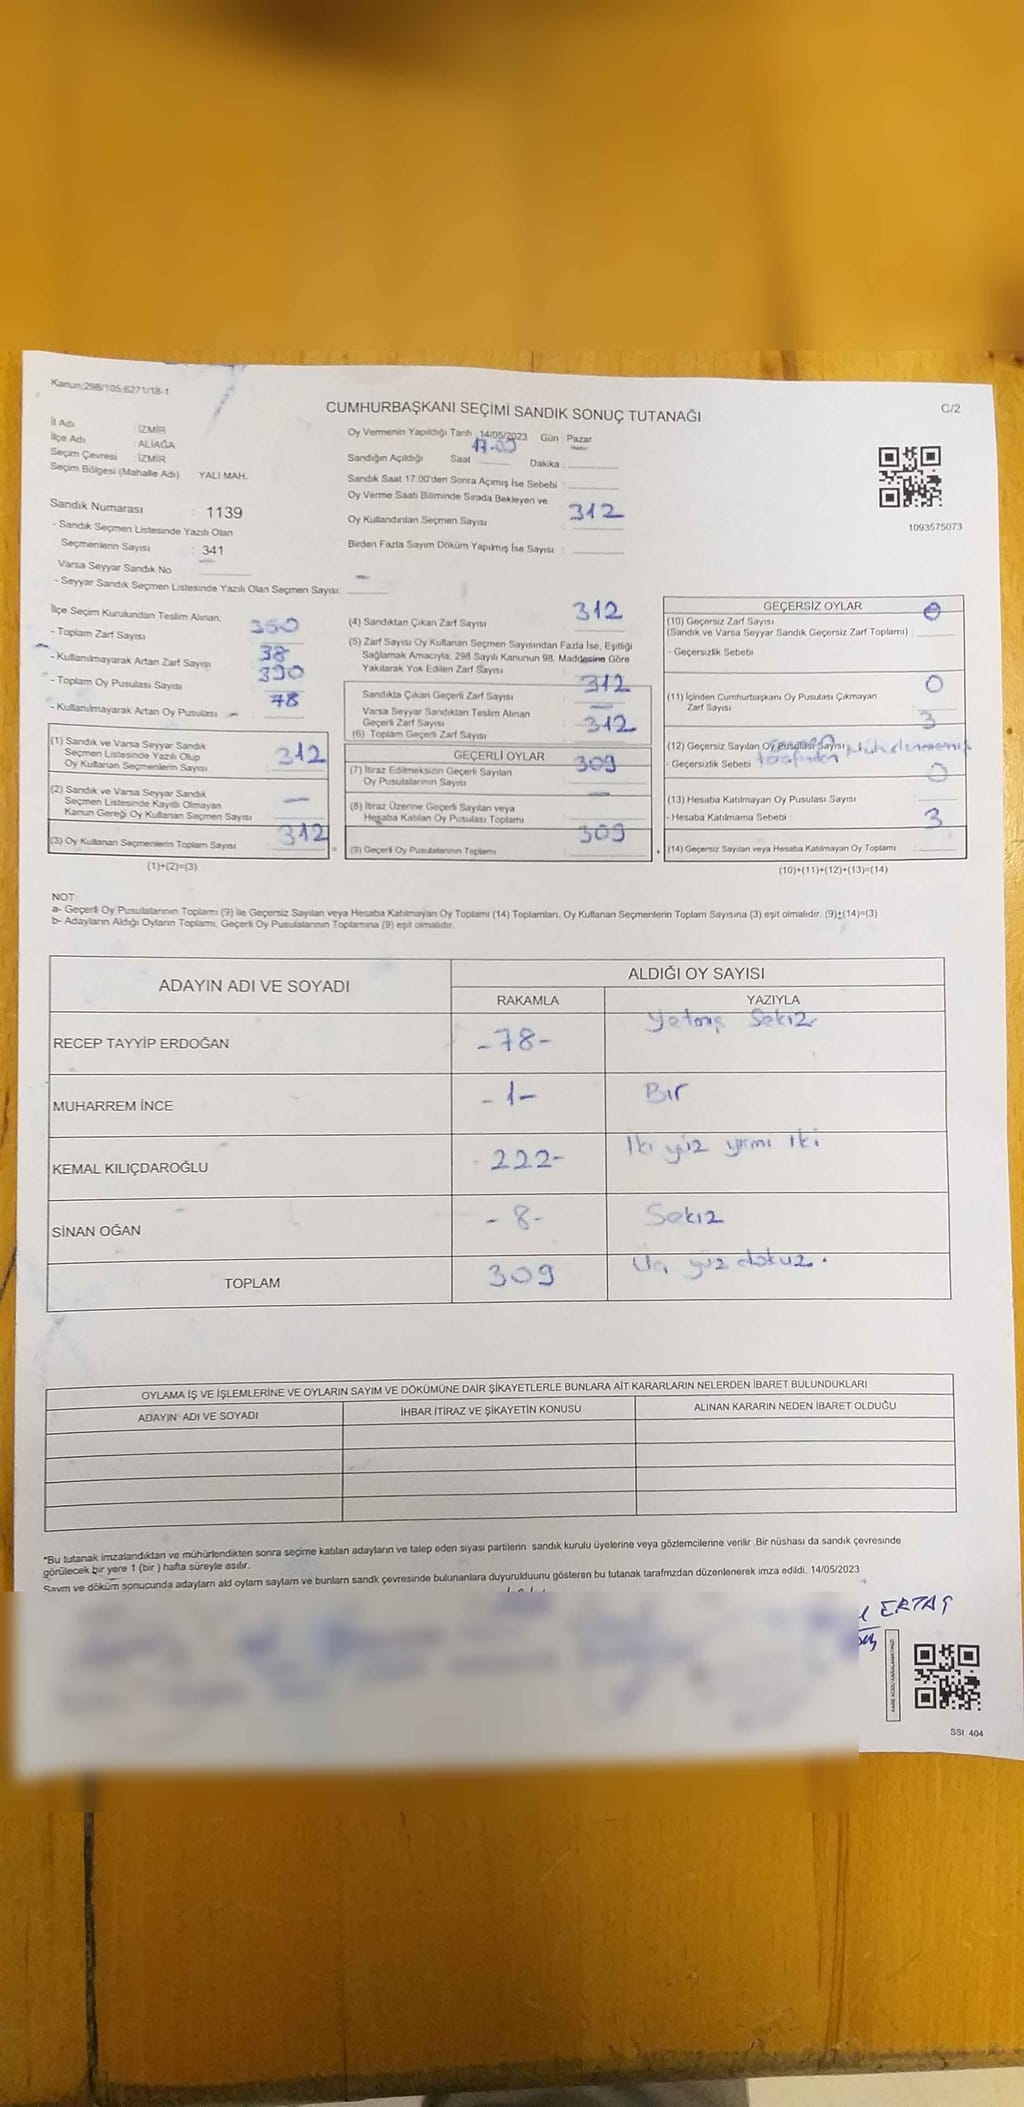 Kanun:298/105;6271/18-1
CUMHURBAŞKANI SEÇİMİ SANDIK SONUÇ TUTANAĞI
C/2
İl Adı : İZMİR
İlçe Adı : ALİAĞA
Seçim Çevresi : İZMİR
Seçim Bölgesi (Mahalle Adı) YALI MAH.
Sandık Numarası : 1139
- Sandık Seçmen Listesinde Yazılı Olan
Seçmenlerin Sayısı : 341
Varsa Seyyar Sandık No —
- Seyyar Sandık Seçmen Listesinde Yazılı Olan Seçmen Sayısı: —
Oy Vermenin Yapıldığı Tarih : 14/05/2023 Gün : Pazar
Sandığın Açıldığı Saat 17:00 Dakika : —
Sandık Saat 17:00'den Sonra Açımış İse Sebebi :
Oy Verme Saati Bitiminde Sırada Bekleyen ve
Oy Kullandırılan Seçmen Sayısı : 312
Birden Fazla Sayım Döküm Yapılmış İse Sayısı :
1093575073
İlçe Seçim Kurulundan Teslim Alınan;
- Toplam Zarf Sayısı 350
- Kullanılmayarak Artan Zarf Sayısı 38
- Toplam Oy Pusulası Sayısı 390
- Kullanılmayarak Artan Oy Pusulası 78
(1) Sandık ve Varsa Seyyar Sandık
Seçmen Listesinde Yazılı Olup
Oy Kullanan Seçmenlerin Sayısı 312
(2) Sandık ve Varsa Seyyar Sandık
Seçmen Listesinde Kayıtlı Olmayan
Kanun Gereği Oy Kullanan Seçmen Sayısı —
(3) Oy Kullanan Seçmenlerin Toplam Sayısı 312
(1)+(2)=(3)
(4) Sandıktan Çıkan Zarf Sayısı : 312
(5) Zarf Sayısı Oy Kullanan Seçmen Sayısından Fazla İse, Eşitliği
Sağlamak Amacıyla, 298 Sayılı Kanunun 98. Maddesine Göre
Yakılarak Yok Edilen Zarf Sayısı :
Sandıkta Çıkan Geçerli Zarf Sayısı : 312
Varsa Seyyar Sandıktan Teslim Alınan
Geçerli Zarf Sayısı : —
(6) Toplam Geçerli Zarf Sayısı : 312
GEÇERLİ OYLAR
(7) İtiraz Edilmeksizin Geçerli Sayılan
Oy Pusulalarının Sayısı : 309
(8) İtiraz Üzerine Geçerli Sayılan veya
Hesaba Katılan Oy Pusulası Toplamı : —
= (9) Geçerli Oy Pusulalarının Toplamı : 309
GEÇERSİZ OYLAR
(10) Geçersiz Zarf Sayısı 0
(Sandık ve Varsa Seyyar Sandık Geçersiz Zarf Toplamı) :
- Geçersizlik Sebebi
(11) İçinden Cumhurbaşkanı Oy Pusulası Çıkmayan 0
Zarf Sayısı
(12) Geçersiz Sayılan Oy Pusulası Sayısı 3
- Geçersizlik Sebebi tarafından
(13) Hesaba Katılmayan Oy Pusulası Sayısı 0
- Hesaba Katılmama Sebebi :
+ (14) Geçersiz Sayılan veya Hesaba Katılmayan Oy Toplamı : 3
(10)+(11)+(12)+(13)=(14)
NOT:
a- Geçerli Oy Pusulalarının Toplamı (9) ile Geçersiz Sayılan veya Hesaba Katılmayan Oy Toplamı (14) Toplamları, Oy Kullanan Seçmenlerin Toplam Sayısına (3) eşit olmalıdır. (9)+(14)=(3)
b- Adayların Aldığı Oyların Toplamı, Geçerli Oy Pusulalarının Toplamına (9) eşit olmalıdır.
ADAYIN ADI VE SOYADI ALDIĞI OY SAYISI
RAKAMLA YAZIYLA
RECEP TAYYİP ERDOĞAN -78- Yetmiş Sekiz
MUHARREM İNCE -1- Bir
KEMAL KILIÇDAROĞLU 222- İki yüz yirmi iki
SİNAN OĞAN -8- Sekiz
TOPLAM 309 Üç yüz dokuz.
OYLAMA İŞ VE İŞLEMLERİNE VE OYLARIN SAYIM VE DÖKÜMÜNE DAİR ŞİKAYETLERLE BUNLARA AİT KARARLARIN NELERDEN İBARET BULUNDUKLARI
ADAYIN ADI VE SOYADI İHBAR İTİRAZ VE ŞİKAYETİN KONUSU ALINAN KARARIN NEDEN İBARET OLDUĞU
*Bu tutanak imzalandıktan ve mühürlendikten sonra seçime katılan adayların ve talep eden siyasi partilerin sandık kurulu üyelerine veya gözlemcilerine verilir .Bir nüshası da sandık çevresinde
görülecek bir yere 1 (bir ) hafta süreyle asılır.
Sayım ve döküm sonucunda adayların ald oyların sayların ve bunların sandk çevresinde bulunanlara duyurulduunu gösteren bu tutanak tarafmzdan düzenlenerek imza edildi. 14/05/2023
ERTAŞ
KARE KODU KARALAMAYINIZ!
SSI 404